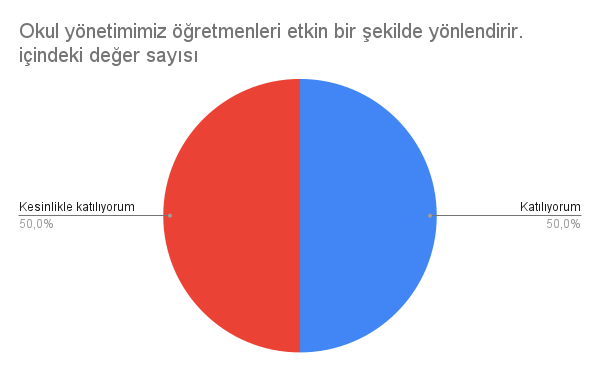 Okul yönetimimiz öğretmenleri etkin bir şekilde yönlendirir.
içindeki değer sayısı
Kesinlikle katılıyorum
50,0%
Katılıyorum
50,0%